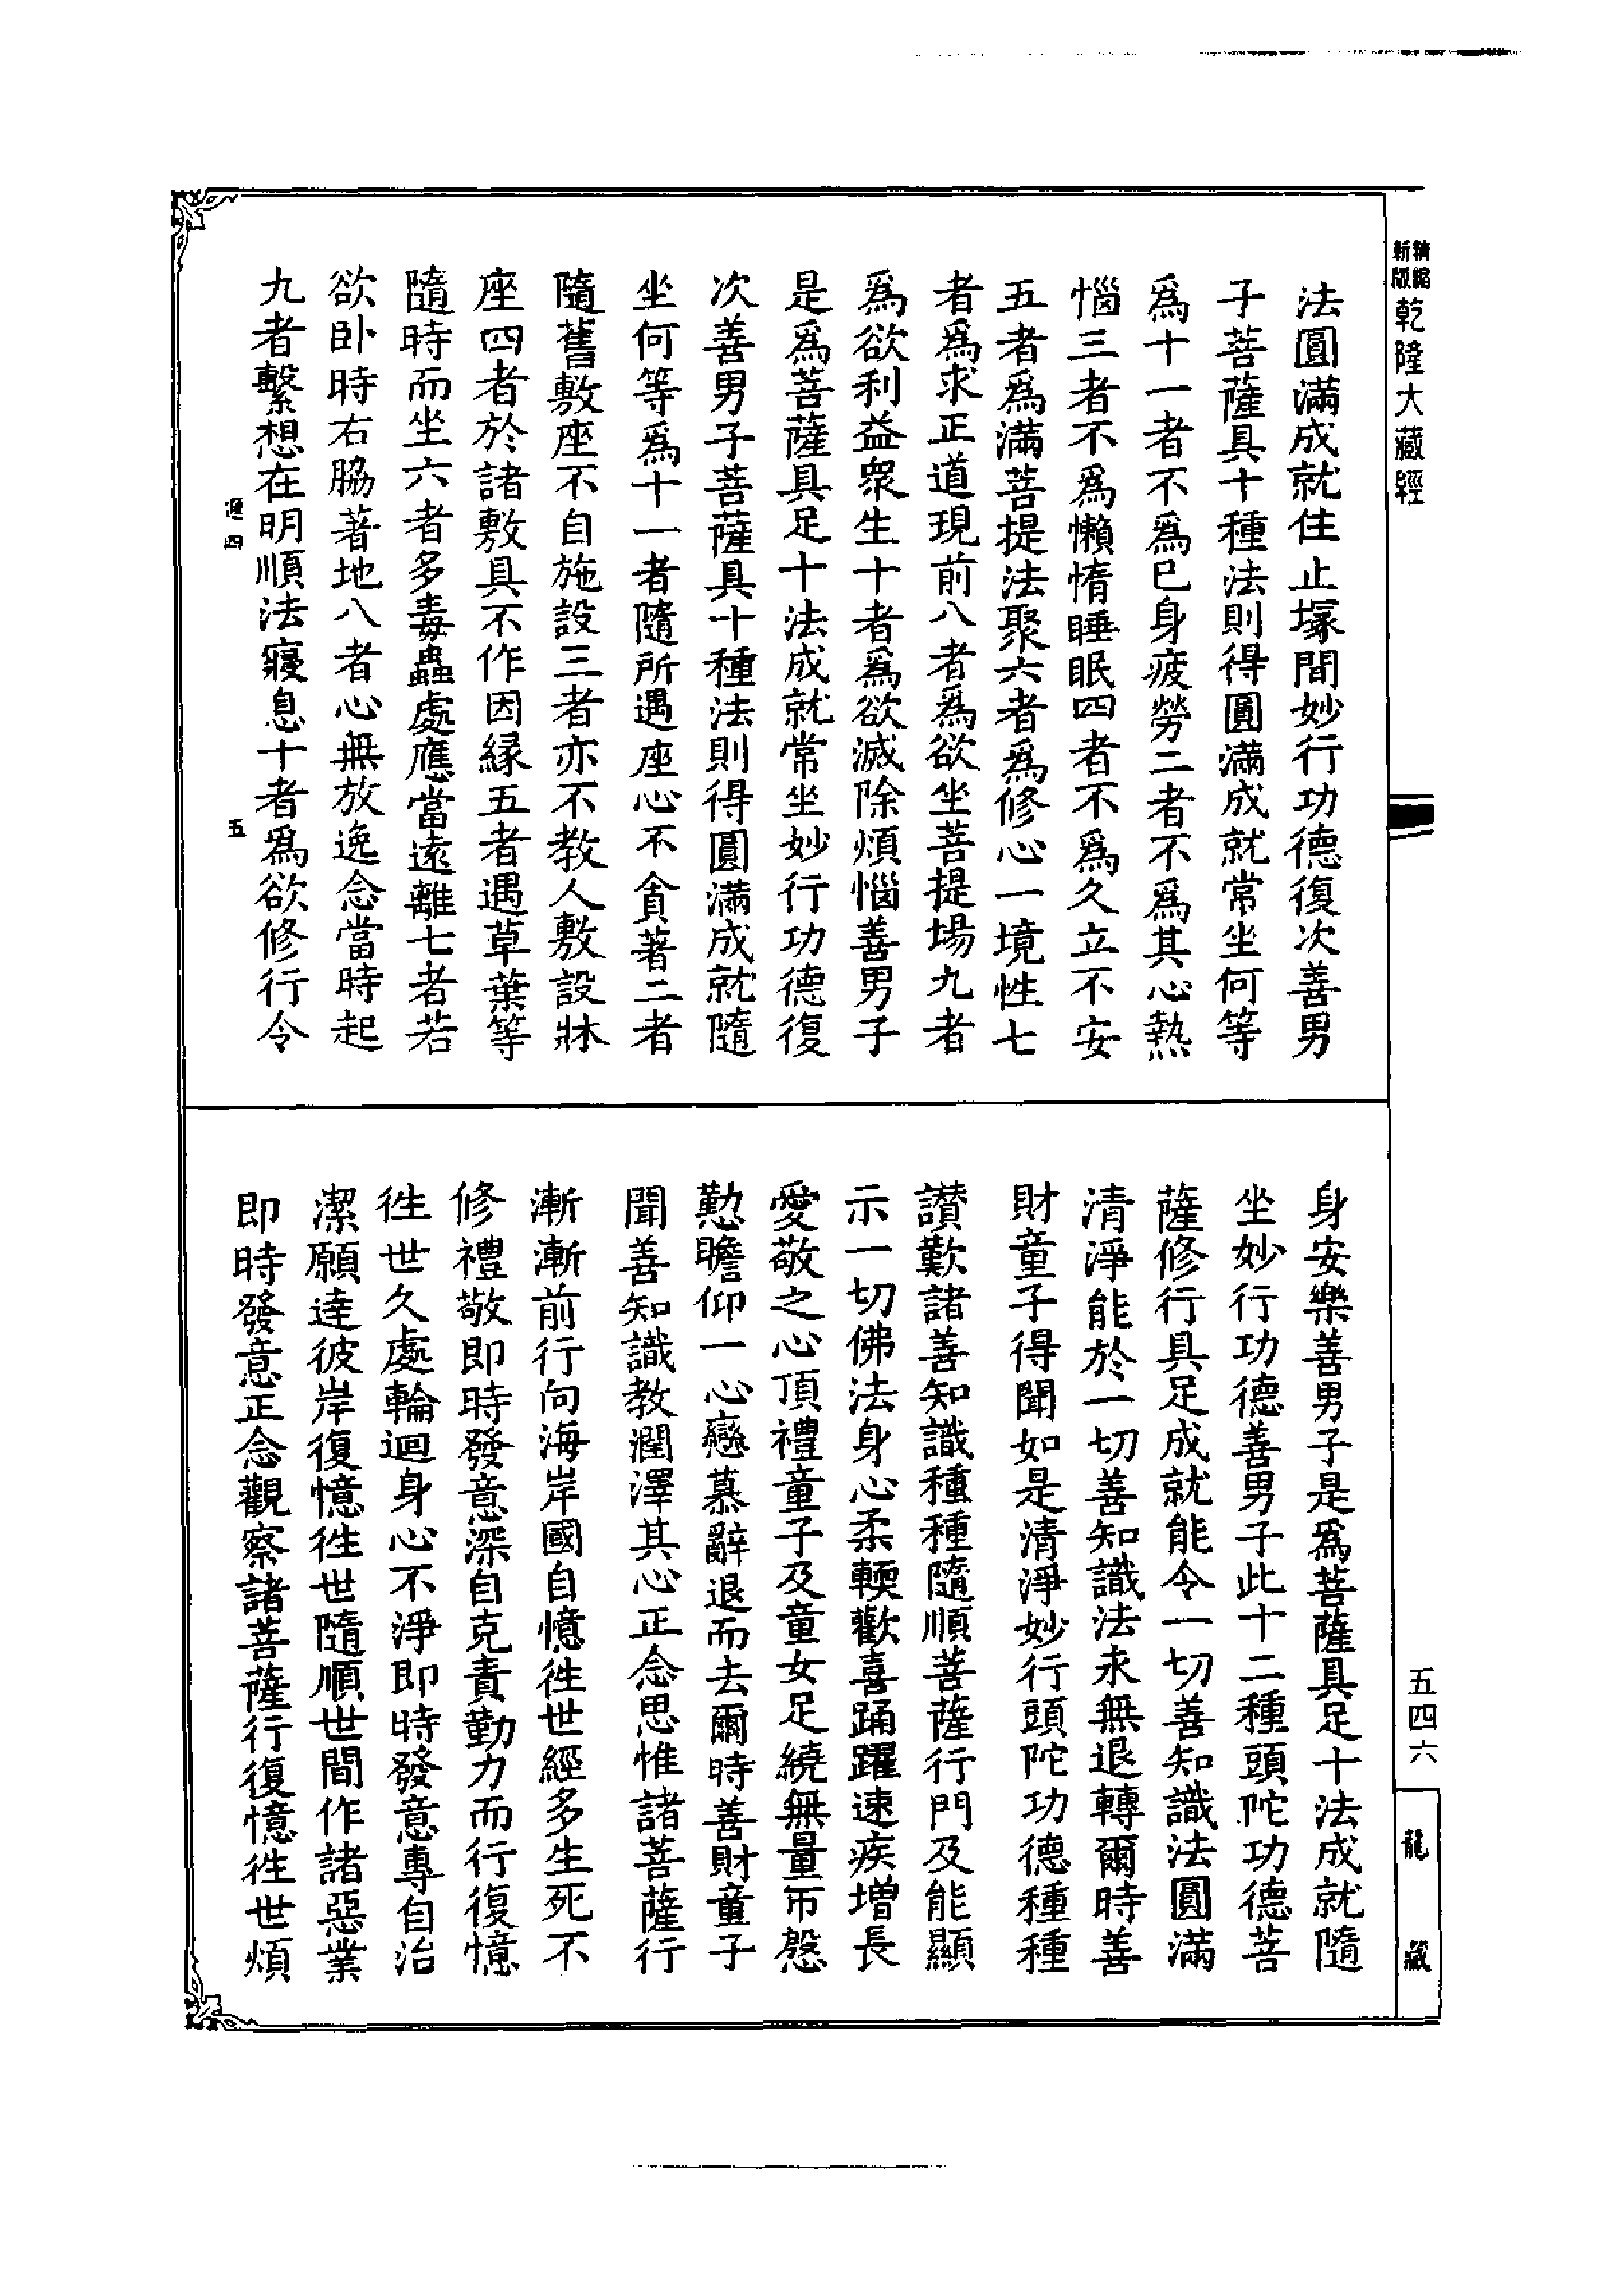 精縮新版乾隆大藏經
法圓滿成就住止塚間妙行功德復次善男
子菩薩具十種法則得圓滿成就常坐何等
爲十一者不爲巳身疲勞二者不爲其心熱
惱三者不爲懶惰睡眠四者不爲久立不安
五者爲滿菩提法聚六者爲修心一境性七
者爲求正道現前八者爲欲坐菩提場九者
爲欲利益衆生十者爲欲滅除煩惱善男子
是爲菩薩具足十法成就常坐妙行功德復
次善男子菩薩具十種法則得圓滿成就隨
坐何等爲十一者隨所遇座心不貪著二者
隨舊敷座不自施設三者亦不教人敷設牀
座四者於諸敷具不作因緣五者遇草葉等
隨時而坐六者多毒蟲處應當遠離七者若
欲卧時右脇著地八者心無放逸念當時起
九者繫想在明順法寢息十者爲欲修行令
五
身安樂善男子是爲菩薩具足十法成就隨
坐妙行功德善男子此十二種頭陀功德菩
薩修行具足成就能令一切善知識法圓滿
清淨能於一切善知識法永無退轉爾時善
財童子得聞如是清淨妙行頭陀功德種種
讃歎諸善知識種種隨順菩薩行門及能顯
示一切佛法身心柔輭歡喜踊躍速疾增長
愛敬之心頂禮童子及童女足繞無量帀慇
懃瞻仰一心戀慕辭退而去爾時善財童子
聞善知識教潤澤其心正念思惟諸菩薩行
漸漸前行向海岸國自憶徃世經多生死不
修禮敬即時發意深自克責勤力而行復憶
徃世久處輪迴身心不淨即時發意專自治
潔願達彼岸復憶徃世隨順世間作諸惡業
即時發意正念觀察諸菩薩行復憶徃世煩
五四六
龍藏